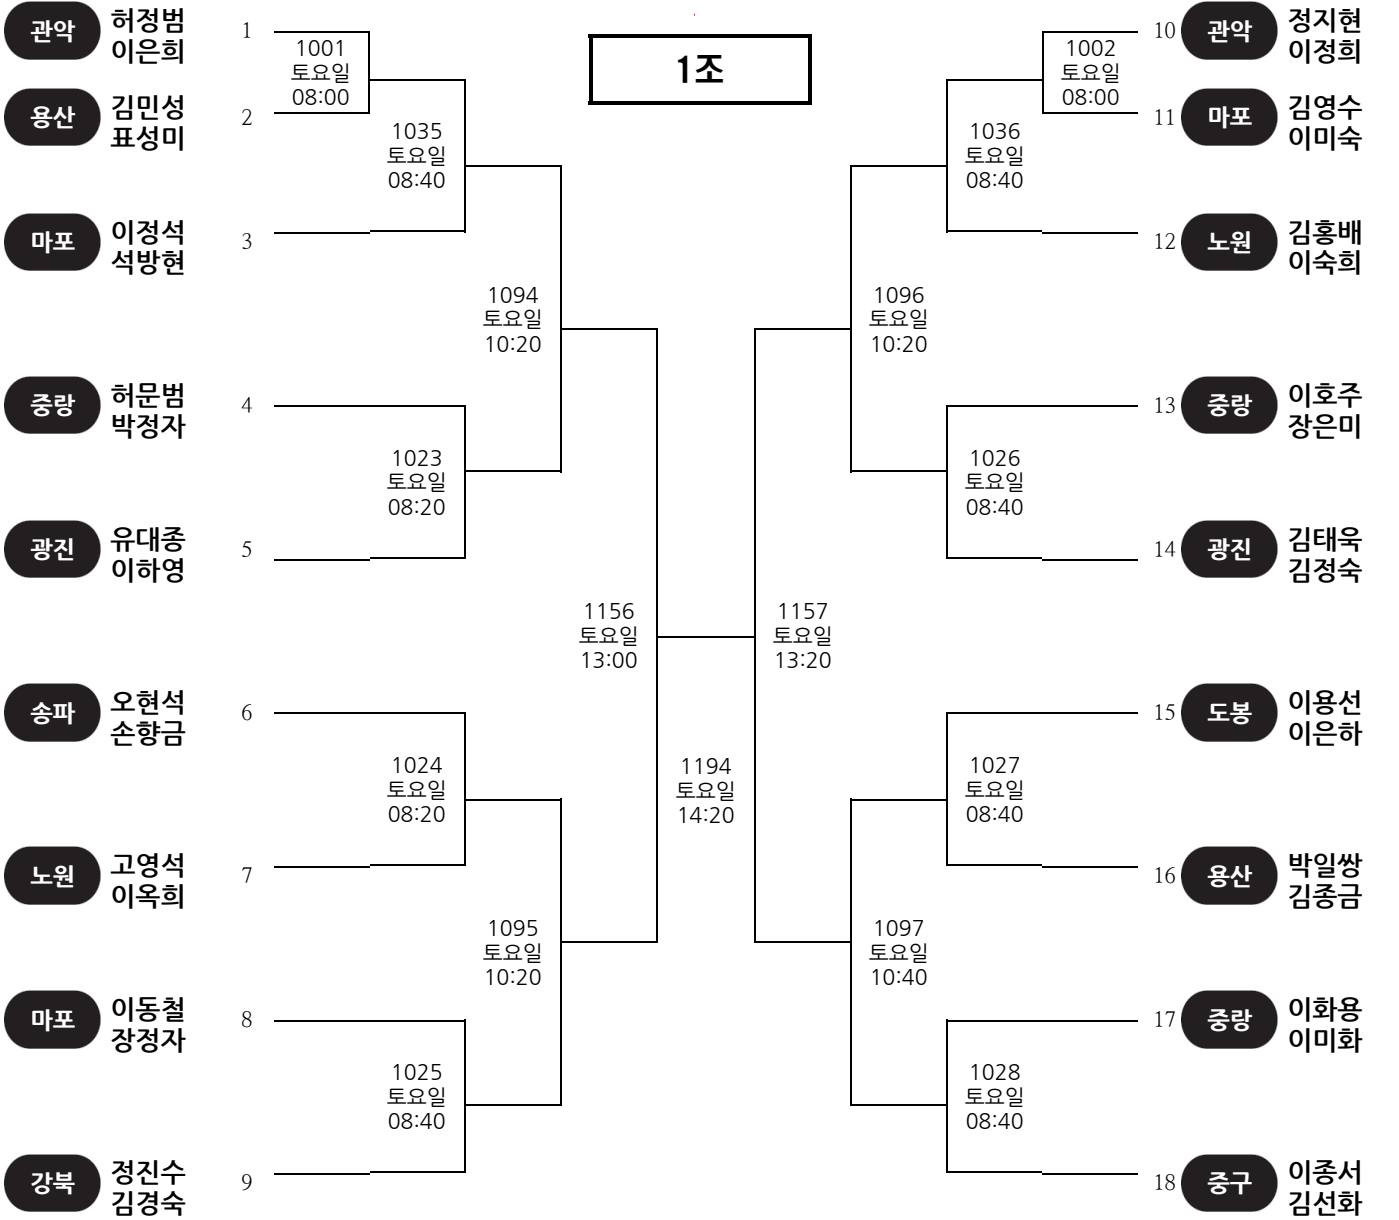 1조
관악
허정범
이은희
1
용산
김민성
표성미
2
1001
토요일
08:00
마포
이정석
석방현
3
1035
토요일
08:40
중랑
허문범
박정자
4
광진
유대종
이하영
5
1023
토요일
08:20
1094
토요일
10:20
송파
오현석
손향금
6
노원
고영석
이옥희
7
1024
토요일
08:20
마포
이동철
장정자
8
강북
정진수
김경숙
9
1025
토요일
08:40
1095
토요일
10:20
1156
토요일
13:00
1194
토요일
14:20
1157
토요일
13:20
10
관악
정지현
이정희
11
마포
김영수
이미숙
1002
토요일
08:00
12
노원
김홍배
이숙희
1036
토요일
08:40
13
중랑
이호주
장은미
14
광진
김태욱
김정숙
1026
토요일
08:40
1096
토요일
10:20
15
도봉
이용선
이은하
16
용산
박일쌍
김종금
1027
토요일
08:40
17
중랑
이화용
이미화
18
중구
이종서
김선화
1028
토요일
08:40
1097
토요일
10:40